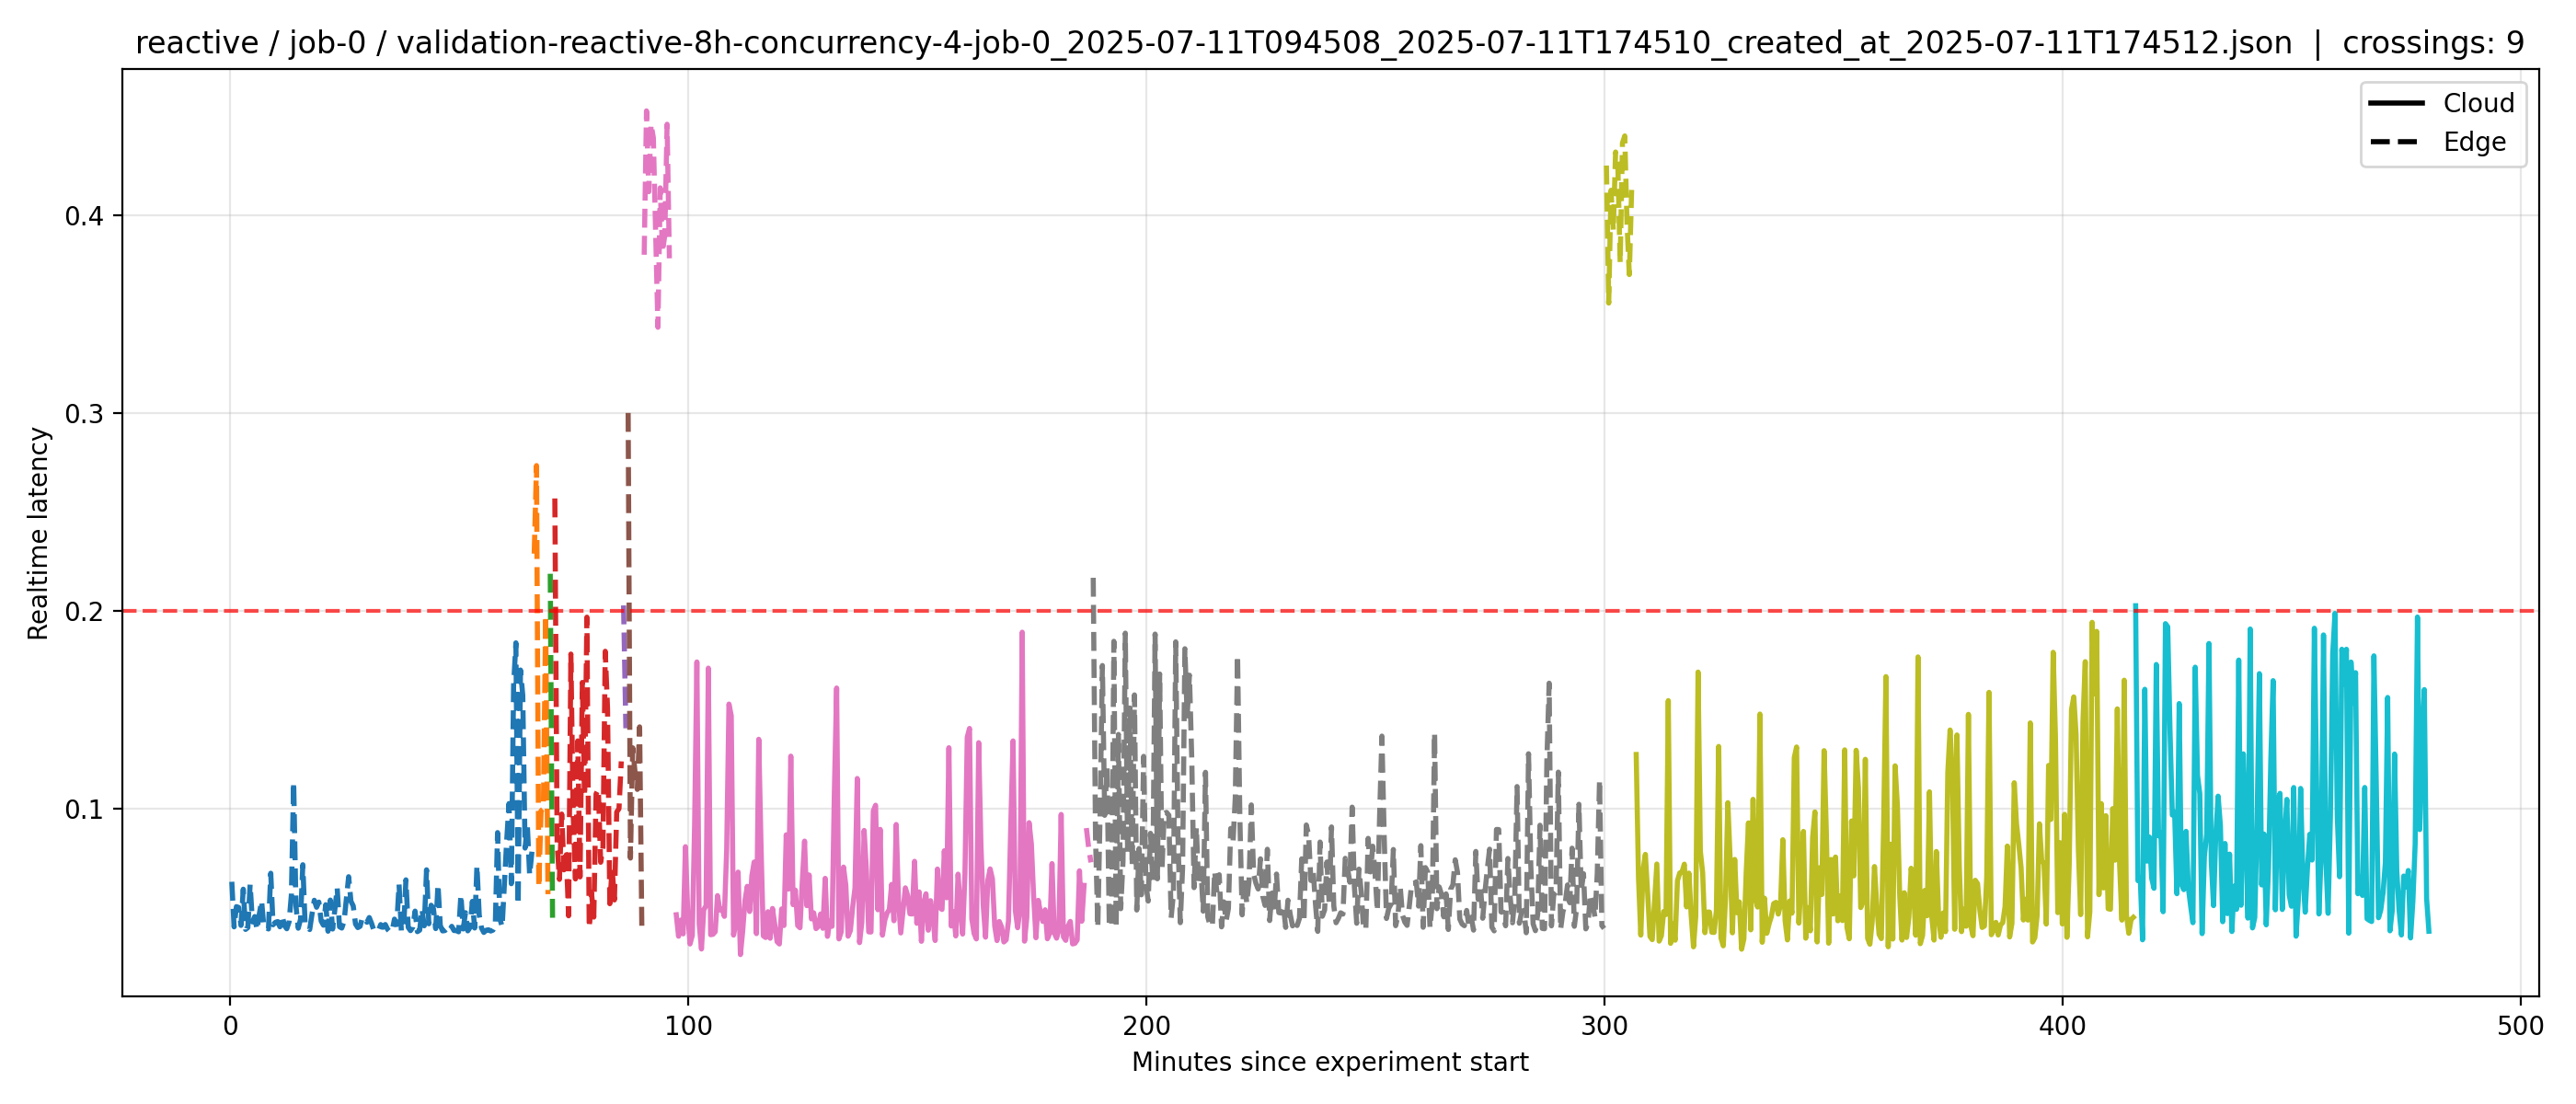 reactive / job-0 / validation-reactive-8h-concurrency-4-job-0_2025-07-11T094508_2025-07-11T174510_created_at_2025-07-11T174512.json | crossings: 9
Cloud
Edge
Realtime latency
0.4
0.3
0.2
0.1
0
100
200
300
400
500
Minutes since experiment start